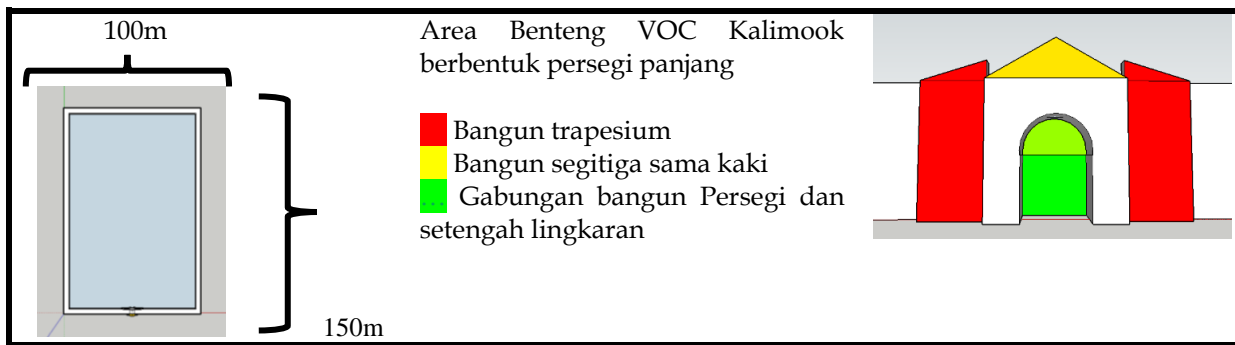 100m
150m
Area Benteng VOC Kalimook
berbentuk persegi panjang
Bangun trapesium
Bangun segitiga sama kaki
... Gabungan bangun Persegi dan
setengah lingkaran